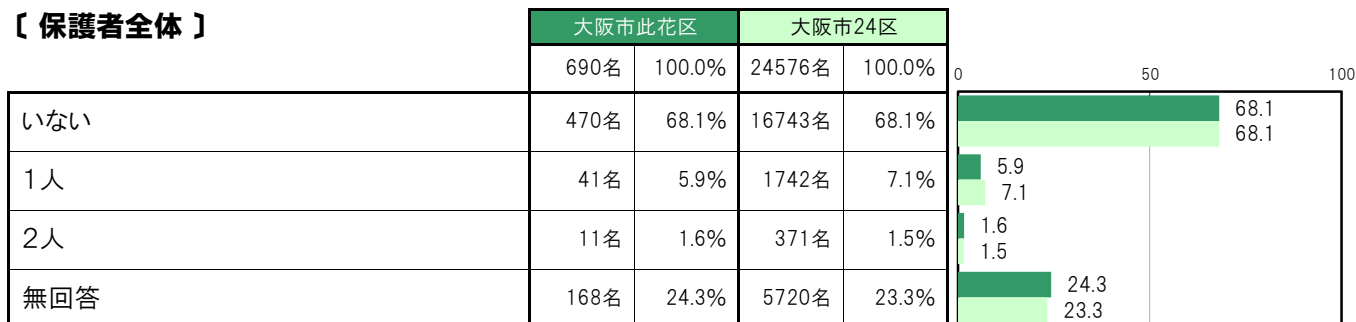 〔 保護者全体 〕
大阪市此花区 大阪市24区
690名 100.0% 24576名 100.0%
0 50 100
いない 470名 68.1% 16743名 68.1%
68.1
68.1
1人 41名 5.9% 1742名 7.1%
5.9
7.1
2人 11名 1.6% 371名 1.5%
1.6
1.5
無回答 168名 24.3% 5720名 23.3%
24.3
23.3